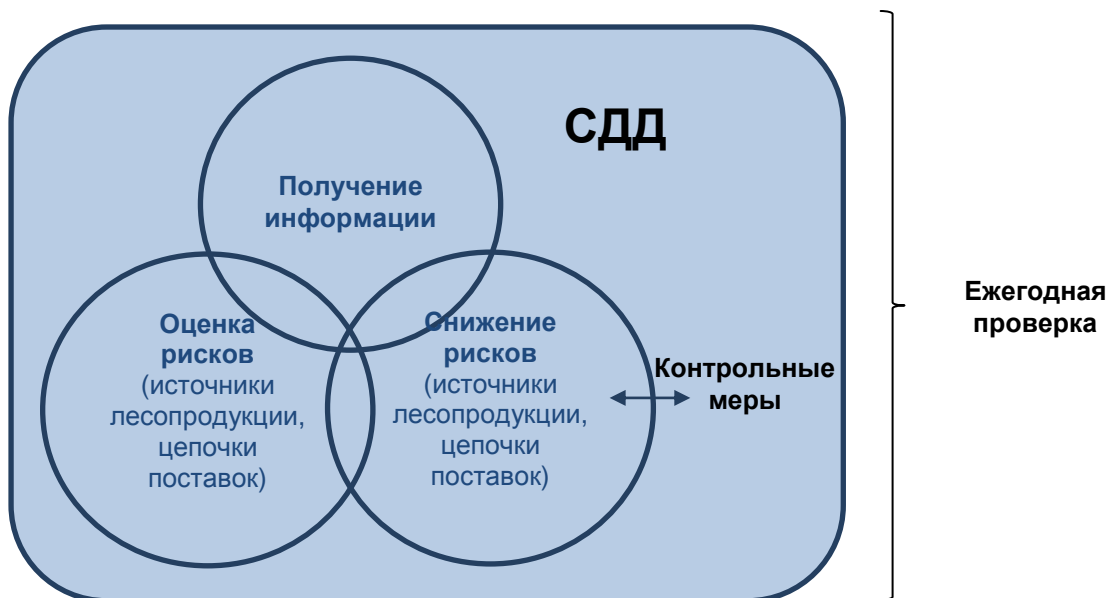 СДД
Получение
информации
Оценка
рисков
(источники
лесопродукции,
цепочки
поставок)
Снижение
рисков
(источники
лесопродукции,
цепочки
поставок)
Контрольные
меры
Ежегодная
проверка